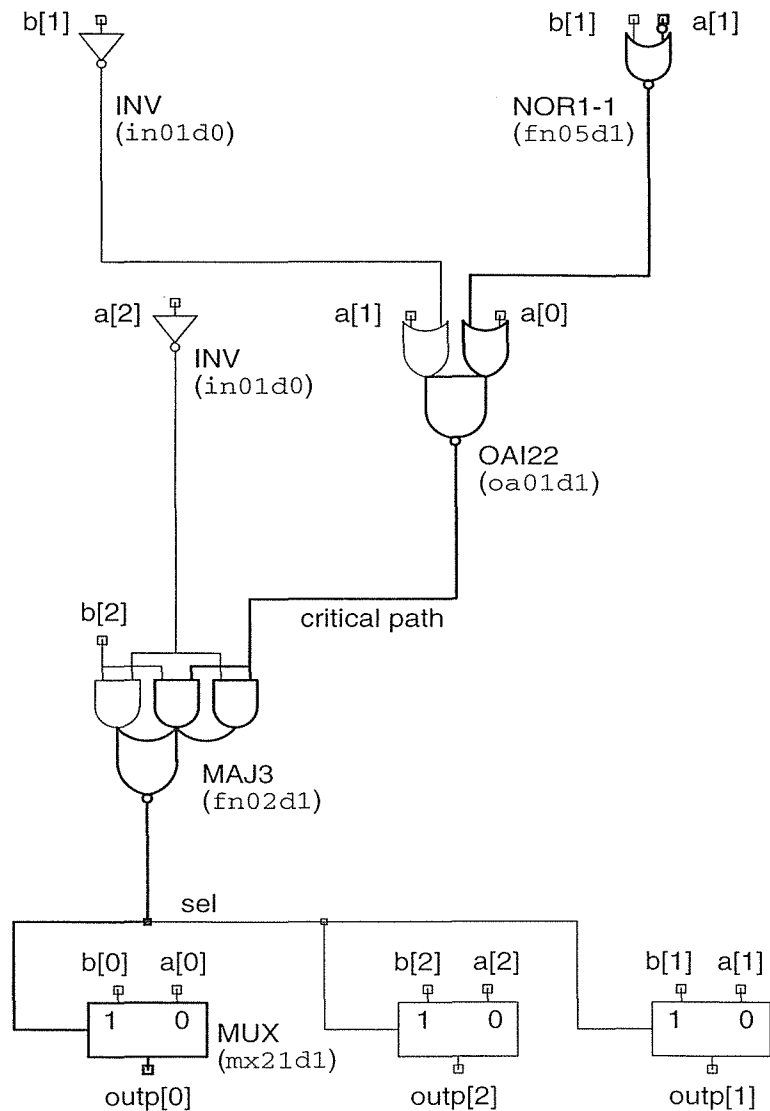 b[1]
b[1] a[1]
INV
(in01d0)
NOR1-1
(fn05d1)
a[2]
a[1] a[0]
INV
(in01d0)
OAI22
(oa01d1)
b[2]
critical path
MAJ3
(fn02d1)
sel
b[0] a[0]
b[2] a[2]
b[1] a[1]
1 0
1 0
1 0
MUX
(mx21d1)
outp[0]
outp[2]
outp[1]